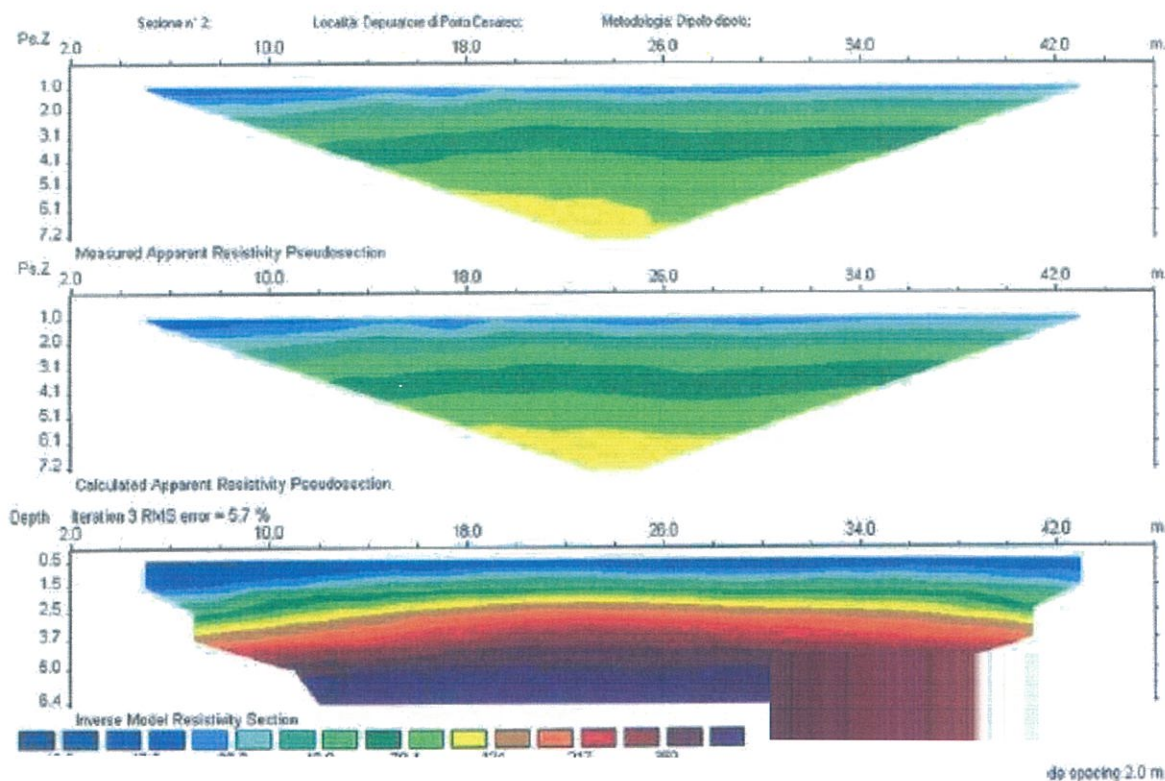 Sezione n° 2; Località: Depuratore di Porto Cesareo; Metodologia: Dipolo-dipolo;
Ps.Z 2.0 10.0 18.0 26.0 34.0 42.0 m.
1.0
2.0
3.1
4.1
5.1
6.1
7.2
Measured Apparent Resistivity Pseudosection
Ps.Z 2.0 10.0 18.0 26.0 34.0 42.0 m.
1.0
2.0
3.1
4.1
5.1
6.1
7.2
Calculated Apparent Resistivity Pseudosection
Depth Iteration 3 RMS error = 5.7 %
2.0 10.0 18.0 26.0 34.0 42.0 m.
0.5
1.5
2.5
3.7
5.0
6.4
Inverse Model Resistivity Section
spacing 2.0 m